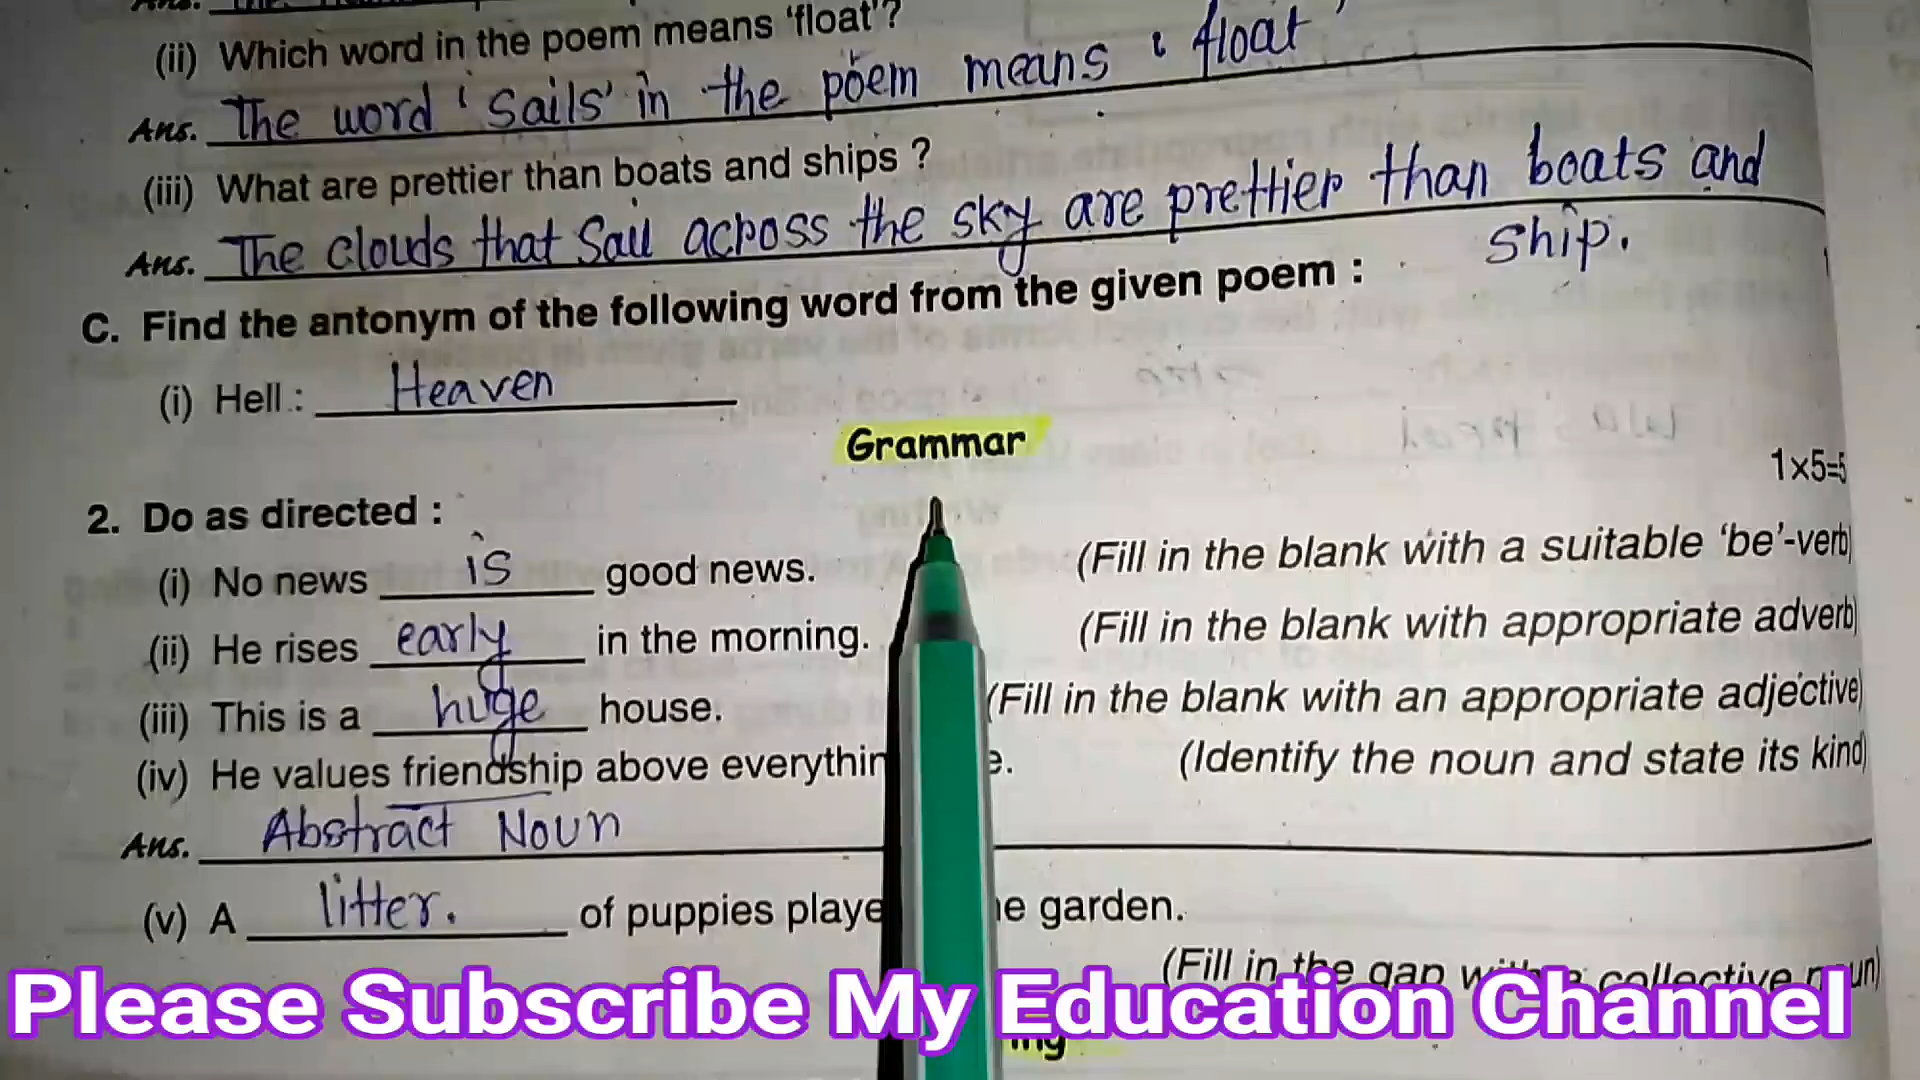 (ii) Which word in the poem means 'float'?
Ans. The word 'sails' in the poem means 'float'
(iii) What are prettier than boats and ships ?
Ans. The clouds that Sail across the sky are prettier than boats and
ship.
C. Find the antonym of the following word from the given poem :
(i) Hell : Heaven
Grammar
1×5=5
2. Do as directed :
(i) No news is good news. (Fill in the blank with a suitable 'be'-verb)
(ii) He rises early in the morning. (Fill in the blank with appropriate adverb)
(iii) This is a huge house. (Fill in the blank with an appropriate adjective)
(iv) He values friendship above everythin e. (Identify the noun and state its kind)
Ans. Abstract Noun
(v) A litter. of puppies playe e garden.
(Fill in the gap with a collective noun)
Please Subscribe My Education Channel